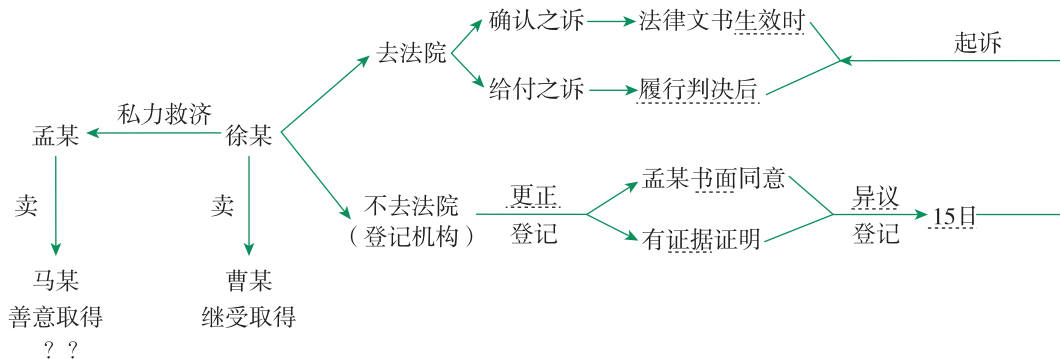 确认之诉
法律文书生效时
去法院
起诉
给付之诉
履行判决后
私力救济
孟某
徐某
卖
卖
不去法院
（登记机构）
更正
登记
孟某书面同意
有证据证明
异议
登记
15日
马某
善意取得
？？
曹某
继受取得